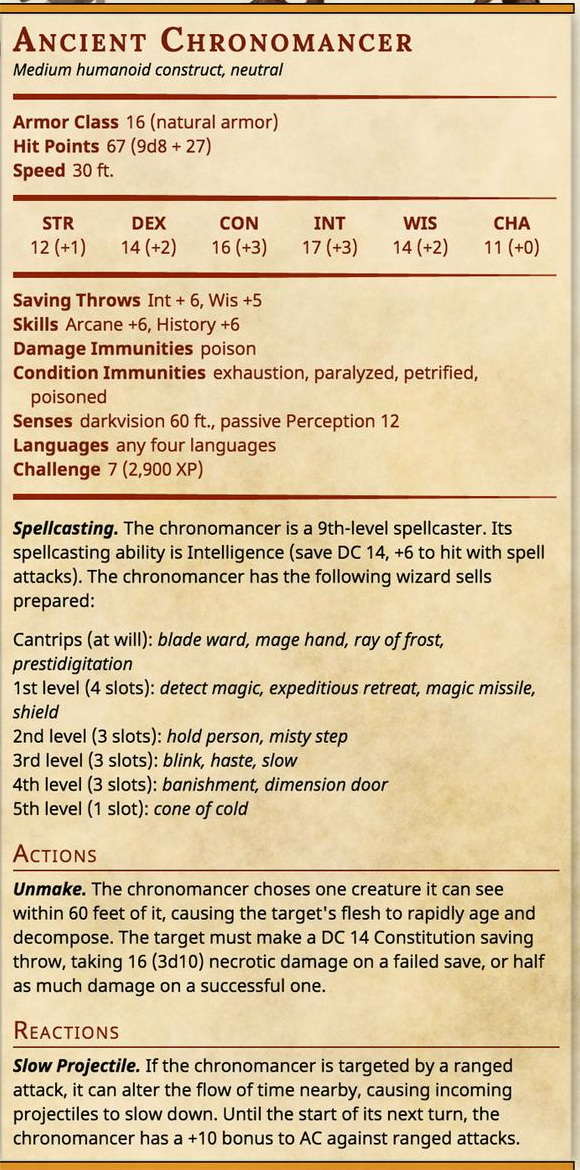 Ancient Chronomancer
Medium humanoid construct, neutral
Armor Class 16 (natural armor)
Hit Points 67 (9d8 + 27)
Speed 30 ft.
STR DEX CON INT WIS CHA
12 (+1) 14 (+2) 16 (+3) 17 (+3) 14 (+2) 11 (+0)
Saving Throws Int + 6, Wis +5
Skills Arcane +6, History +6
Damage Immunities poison
Condition Immunities exhaustion, paralyzed, petrified,
poisoned
Senses darkvision 60 ft., passive Perception 12
Languages any four languages
Challenge 7 (2,900 XP)
Spellcasting. The chronomancer is a 9th-level spellcaster. Its
spellcasting ability is Intelligence (save DC 14, +6 to hit with spell
attacks). The chronomancer has the following wizard sells
prepared:
Cantrips (at will): blade ward, mage hand, ray of frost,
prestidigitation
1st level (4 slots): detect magic, expeditious retreat, magic missile,
shield
2nd level (3 slots): hold person, misty step
3rd level (3 slots): blink, haste, slow
4th level (3 slots): banishment, dimension door
5th level (1 slot): cone of cold
Actions
Unmake. The chronomancer choses one creature it can see
within 60 feet of it, causing the target's flesh to rapidly age and
decompose. The target must make a DC 14 Constitution saving
throw, taking 16 (3d10) necrotic damage on a failed save, or half
as much damage on a successful one.
Reactions
Slow Projectile. If the chronomancer is targeted by a ranged
attack, it can alter the flow of time nearby, causing incoming
projectiles to slow down. Until the start of its next turn, the
chronomancer has a +10 bonus to AC against ranged attacks.